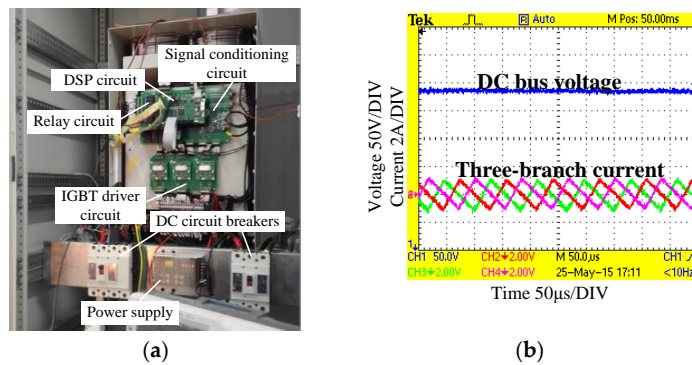 Signal conditioning
circuit
DSP circuit
Relay circuit
IGBT driver
circuit
DC circuit breakers
Power supply
(a)
Tek
R Auto
M Pos: 50.00ms
DC bus voltage
Three-branch current
Voltage 50V/DIV
Current 2A/DIV
CH1 50.0V CH2 2.00V M 50.0us CH1
CH3 2.00V CH4 2.00V 25-May-15 17:11 <10Hz
Time 50μs/DIV
(b)